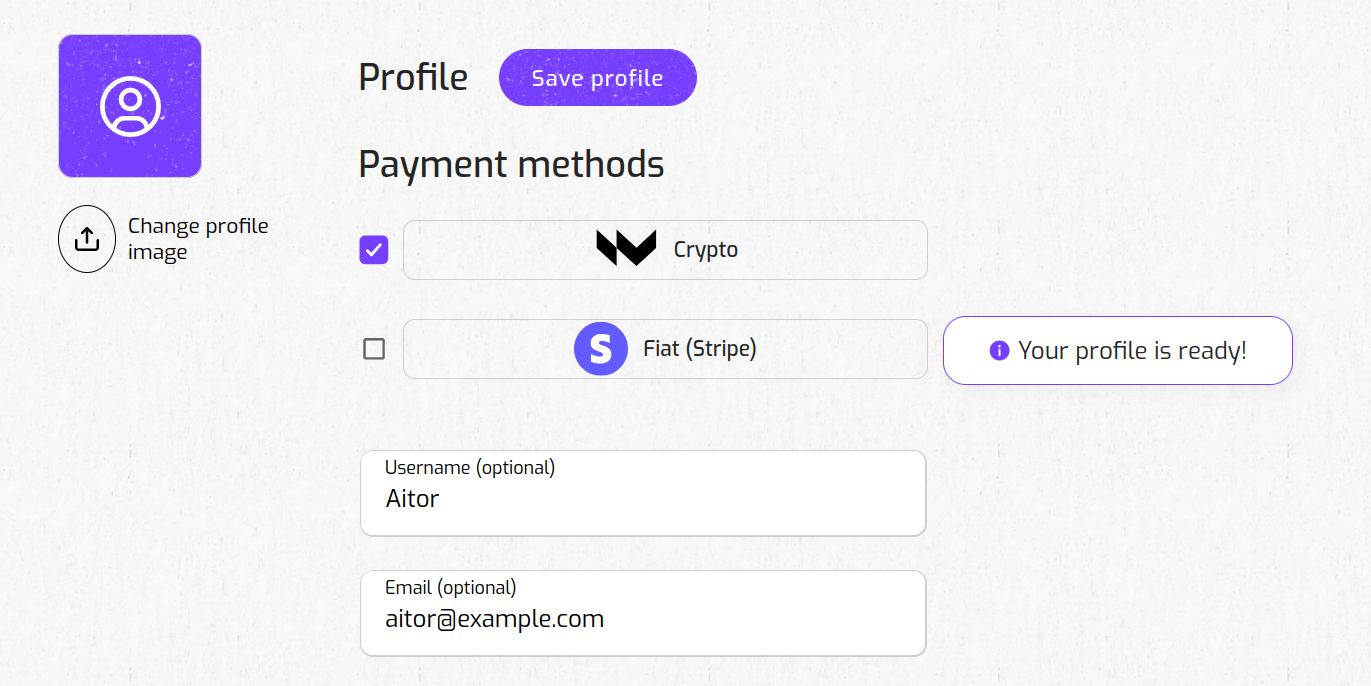 Profile
Save profile
Payment methods
Change profile
image
Crypto
S Fiat (Stripe)
Your profile is ready!
Username (optional)
Aitor
Email (optional)
aitor@example.com